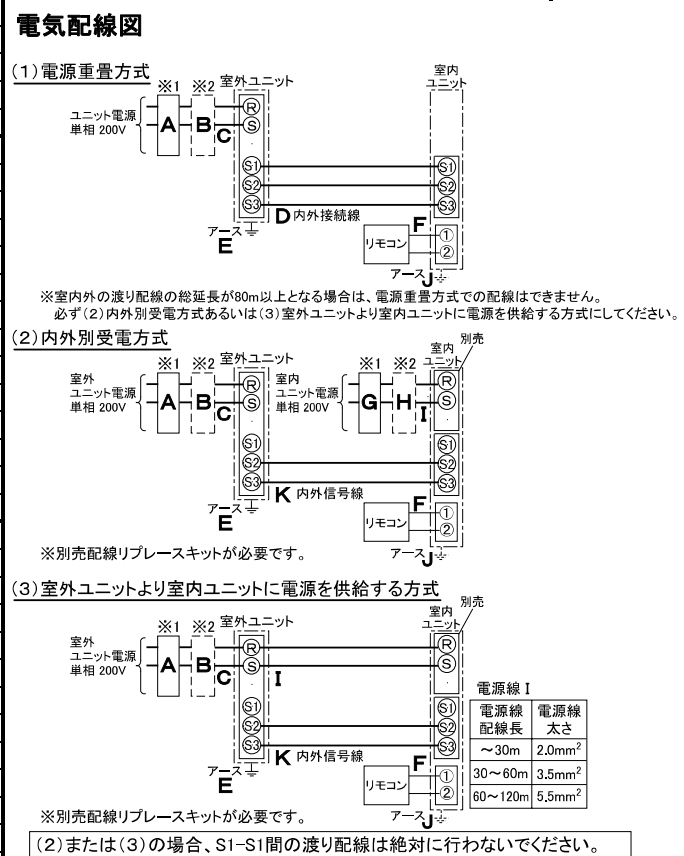 電気配線図
(1)電源重畳方式
※1 ※2 室外ユニット
室内
ユニット
ユニット電源
単相 200V
A B C
R
S
S1
S2
S3
S1
S2
S3
D 内外接続線
アース
E
F
リモコン
①
②
アース J
※室内外の渡り配線の総延長が80m以上となる場合は、電源重畳方式での配線はできません。
必ず(2)内外別受電方式あるいは(3)室外ユニットより室内ユニットに電源を供給する方式にしてください。
(2)内外別受電方式
※1 ※2 室外ユニット
※1 ※2
室内
ユニット
別売
室外
ユニット電源
単相 200V
A B C
R
S
室内
ユニット電源
単相 200V
G H I
R
S
S1
S2
S3
S1
S2
S3
K 内外信号線
アース
E
F
リモコン
①
②
アース J
※別売配線リプレースキットが必要です。
(3)室外ユニットより室内ユニットに電源を供給する方式
※1 ※2 室外ユニット
室内
ユニット
別売
室外
ユニット電源
単相 200V
A B C
R
S
I
R
S
S1
S2
S3
S1
S2
S3
K 内外信号線
アース
E
F
リモコン
①
②
アース J
電源線 I
電源線 配線長 電源線 太さ
～30m 2.0mm²
30～60m 3.5mm²
60～120m 5.5mm²
※別売配線リプレースキットが必要です。
(2)または(3)の場合、S1-S1間の渡り配線は絶対に行わないでください。